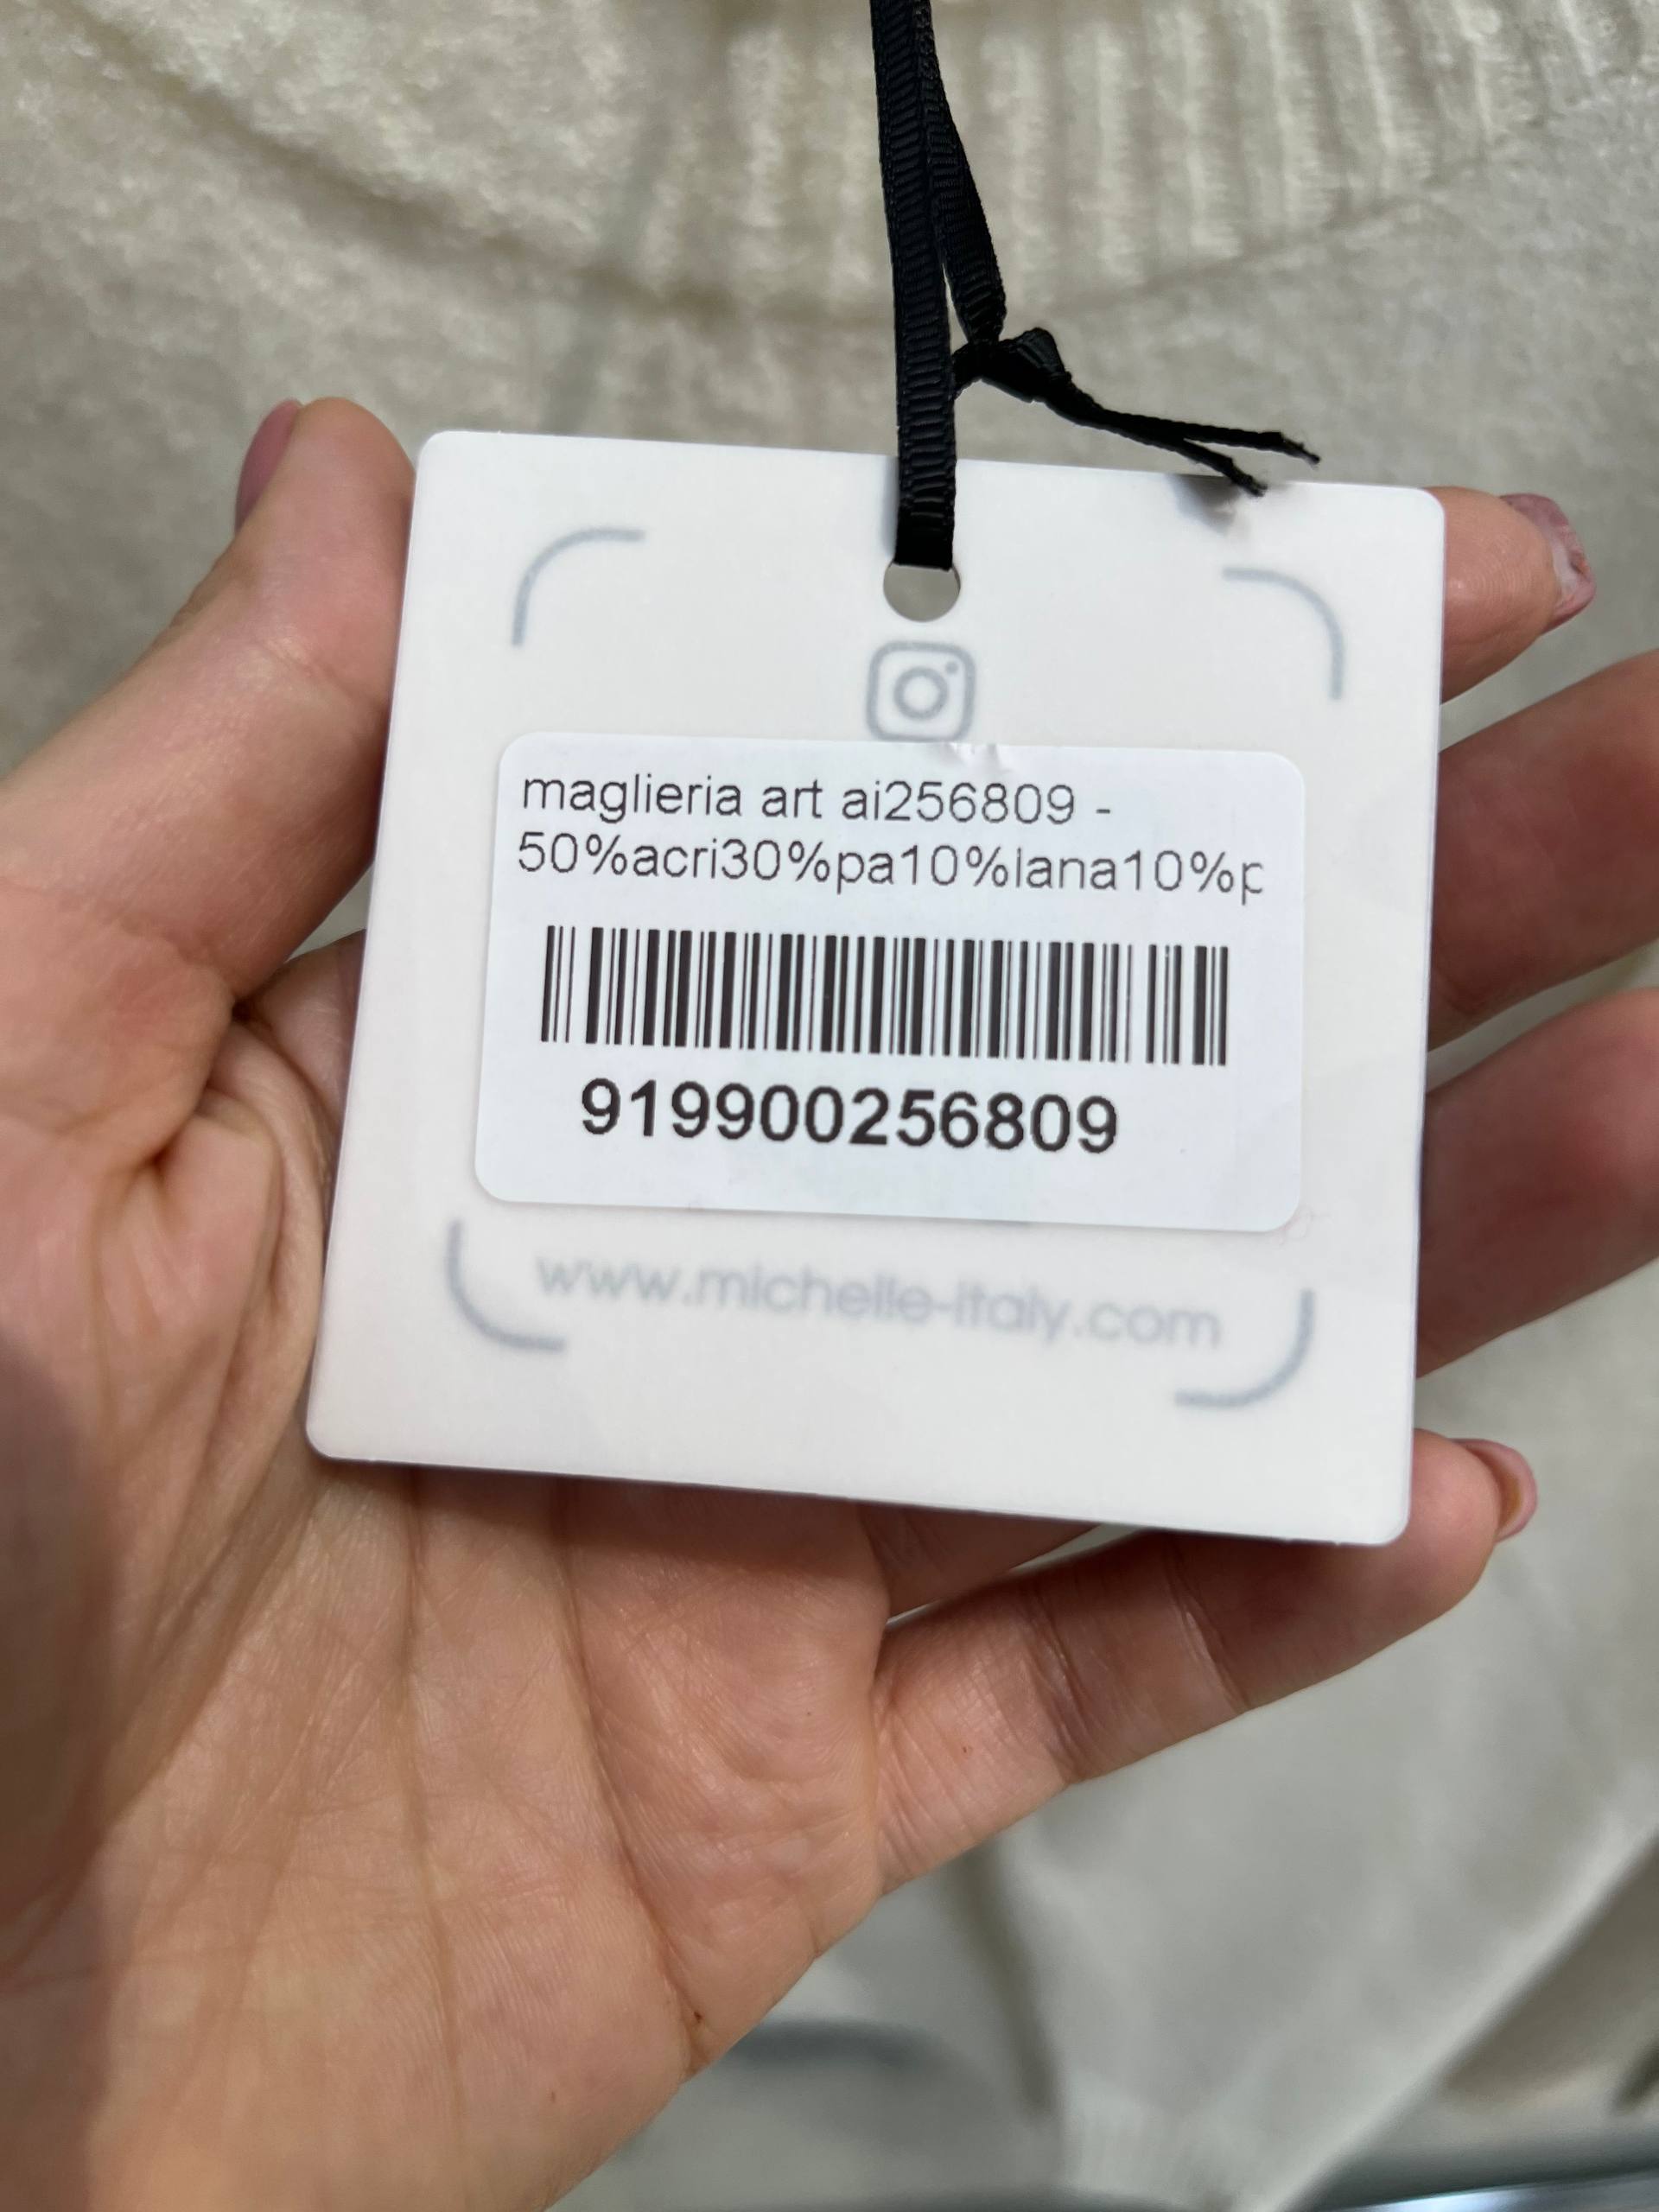 maglieria art ai256809 -
50%acri30%pa10%lana10%p
919900256809
www.michelle-italy.com